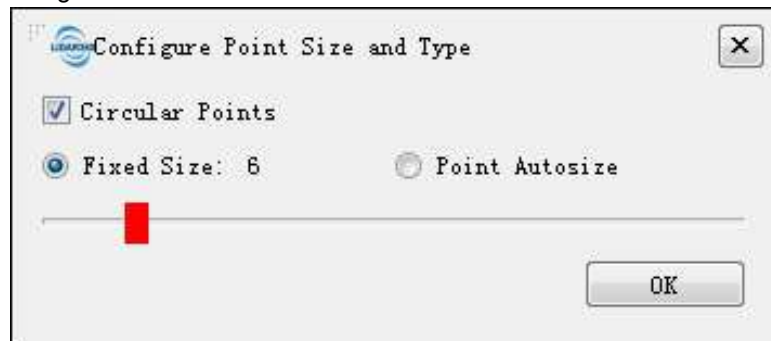 Configure Point Size and Type
Circular Points
Fixed Size: 6
Point Autosize
OK